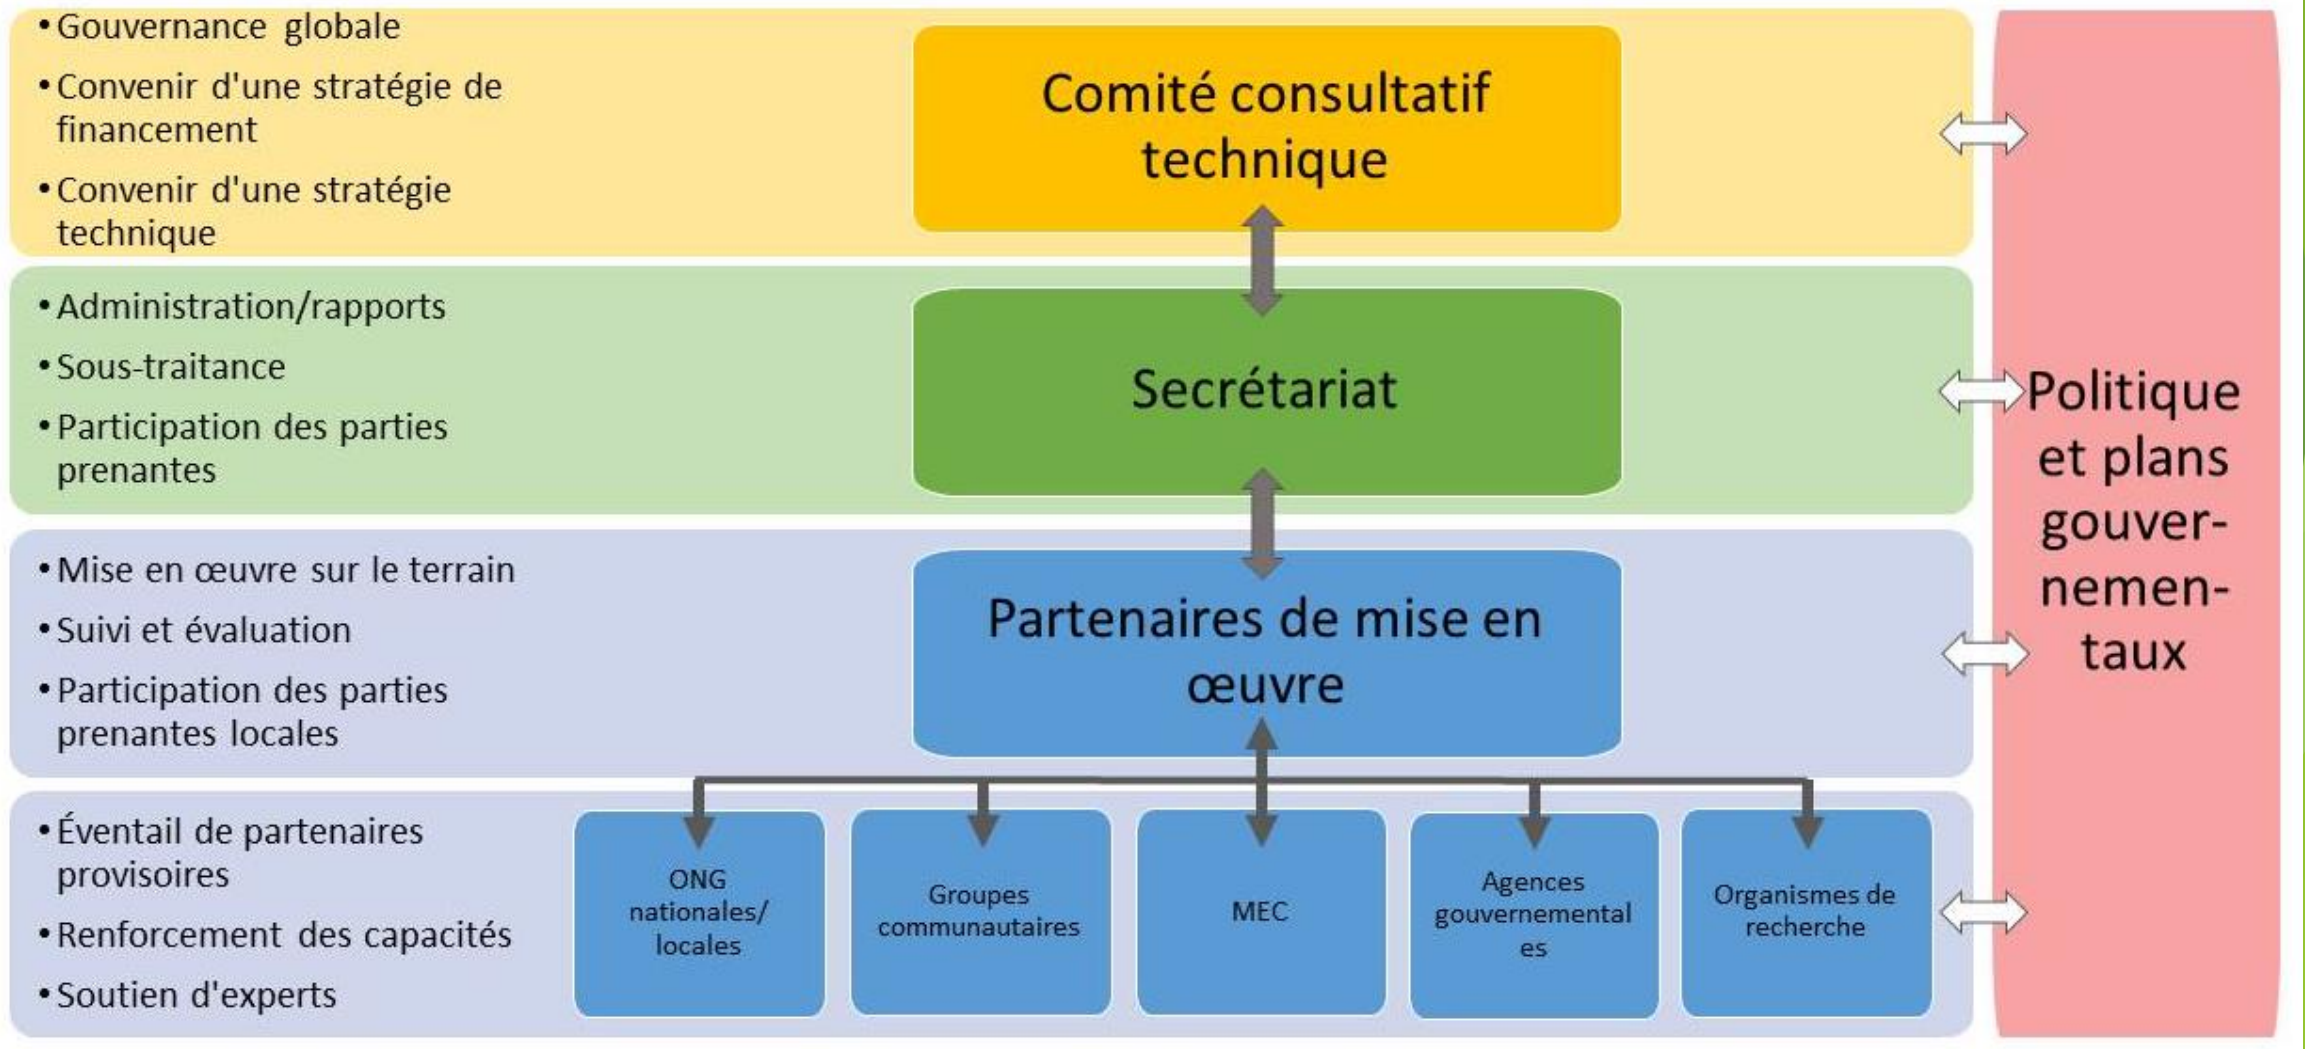 • Gouvernance globale
• Convenir d'une stratégie de
financement
• Convenir d'une stratégie
technique
Comité consultatif
technique
• Administration/rapports
• Sous-traitance
• Participation des parties
prenantes
Secrétariat
• Mise en œuvre sur le terrain
• Suivi et évaluation
• Participation des parties
prenantes locales
Partenaires de mise en
œuvre
• Éventail de partenaires
provisoires
• Renforcement des capacités
• Soutien d'experts
ONG
nationales/
locales
Groupes
communautaires
MEC
Agences
gouvernemental
es
Organismes de
recherche
Politique
et plans
gouver-
nemen-
taux